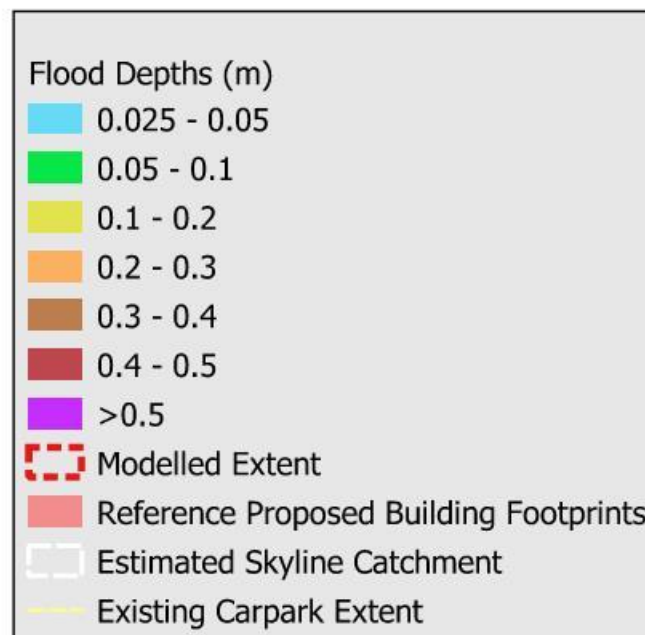 Flood Depths (m)
0.025 - 0.05
0.05 - 0.1
0.1 - 0.2
0.2 - 0.3
0.3 - 0.4
0.4 - 0.5
>0.5
Modelled Extent
Reference Proposed Building Footprints
Estimated Skyline Catchment
Existing Carpark Extent